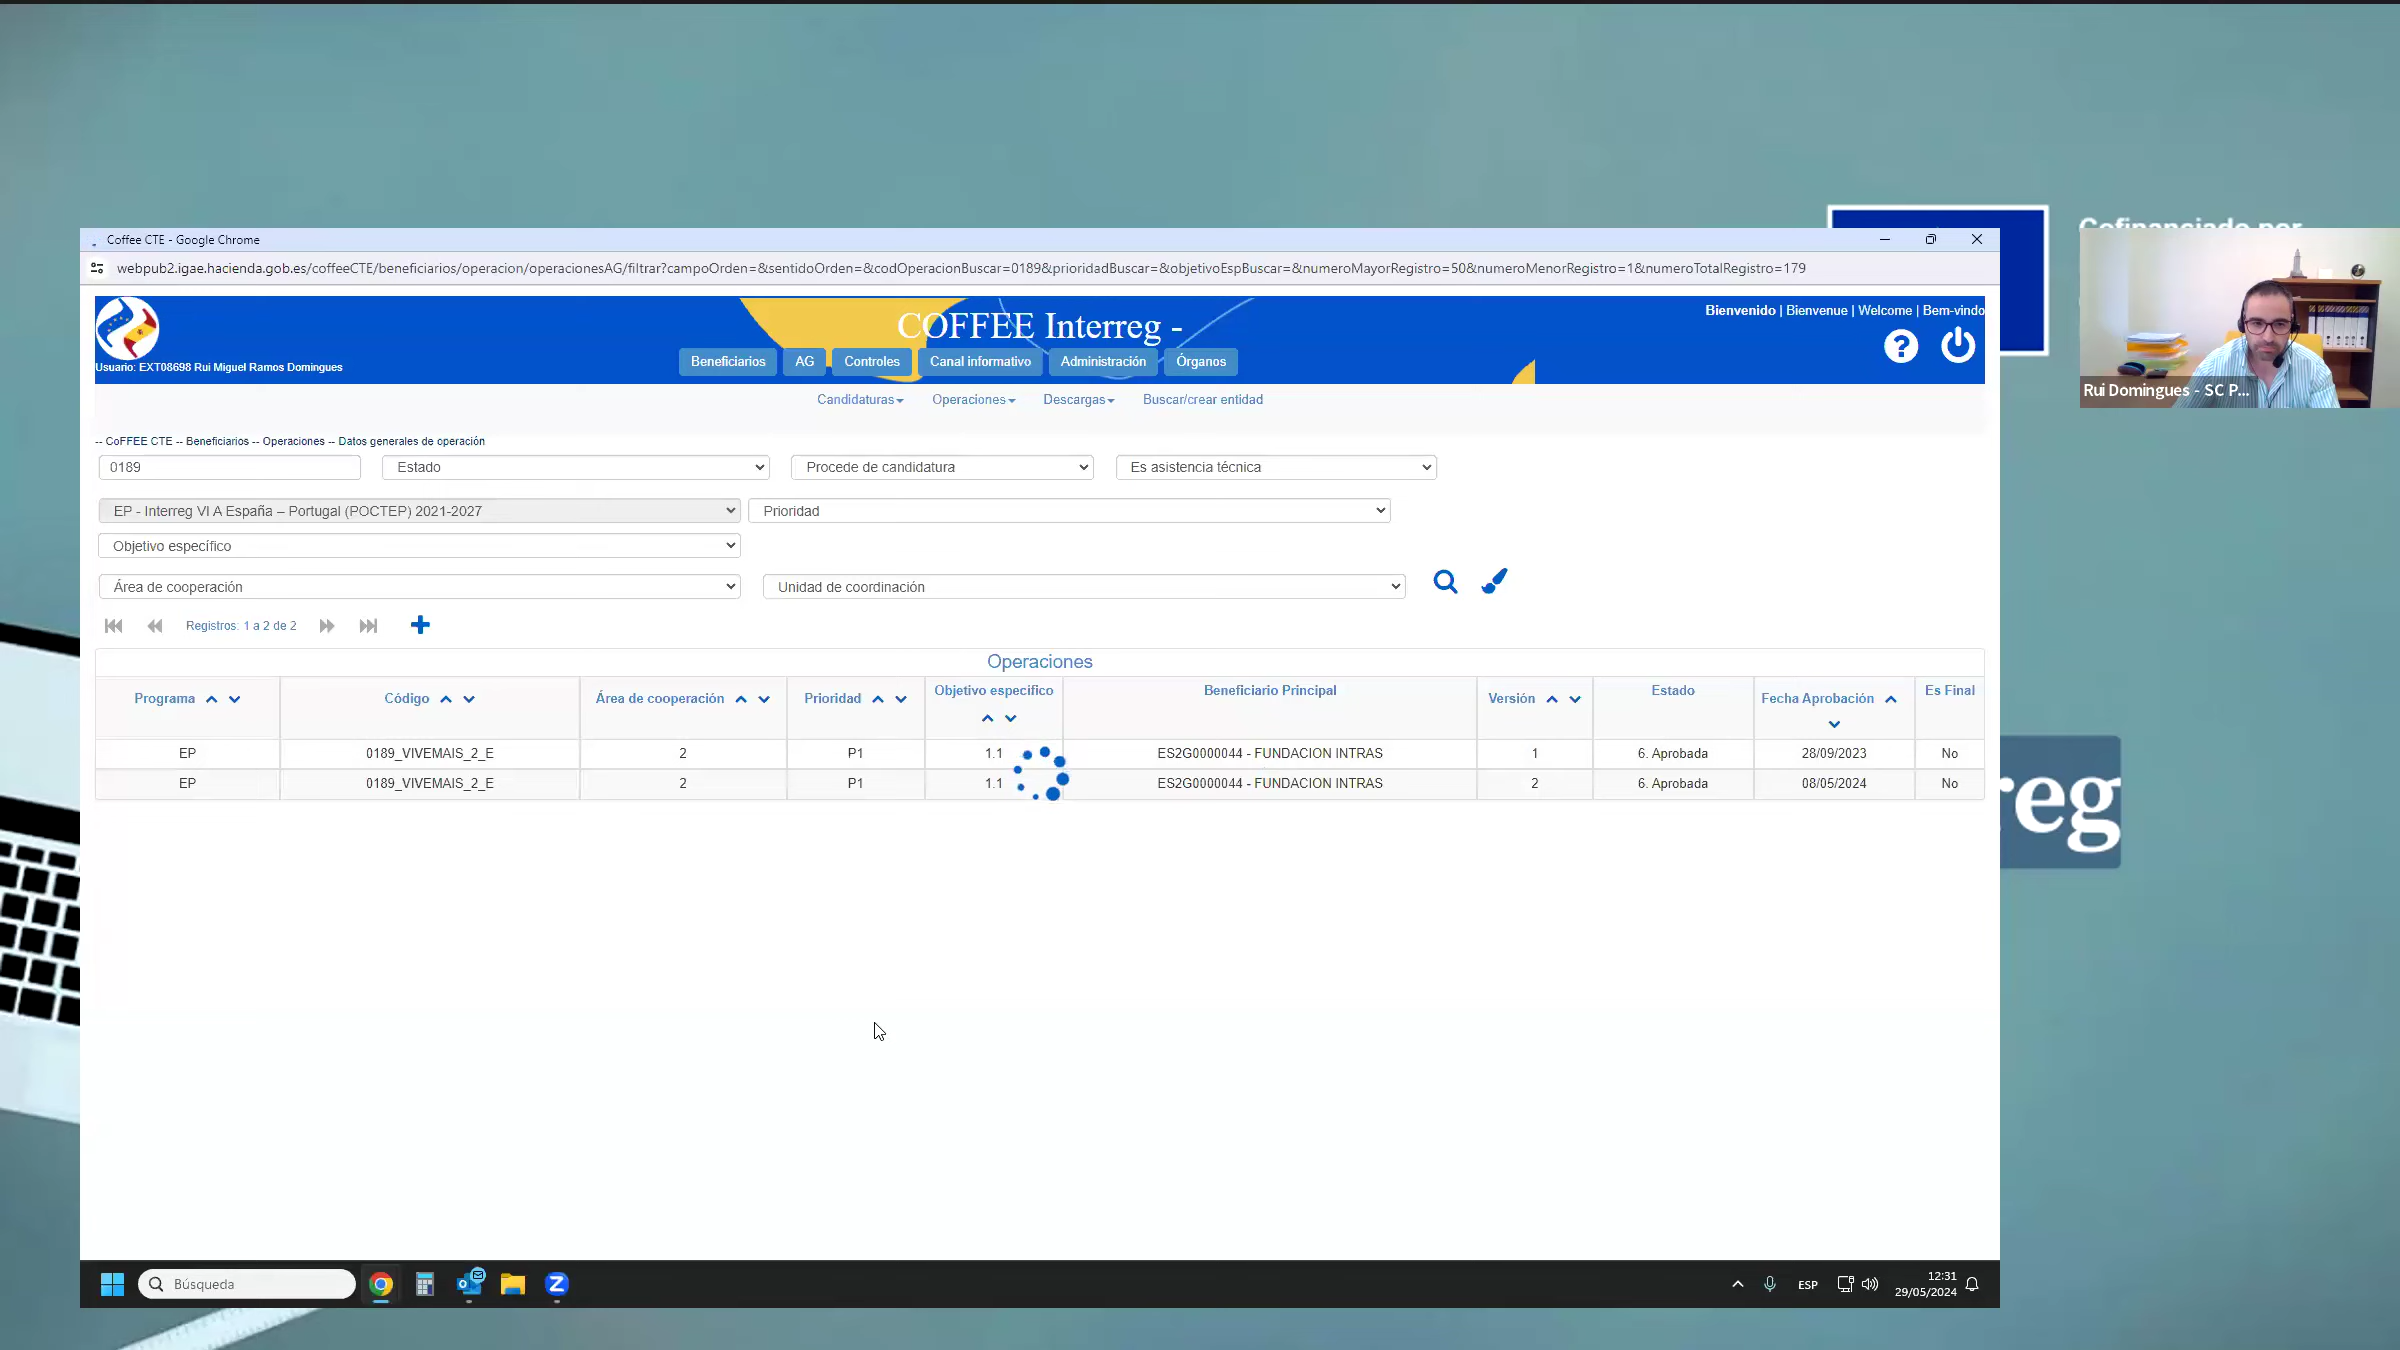 Cofinanciado por
Coffee CTE - Google Chrome
webpub2.igae.hacienda.gob.es/coffeeCTE/beneficiarios/operacion/operacionesAG/filtrar?campoOrden=&sentidoOrden=&codOperacionBuscar=0189&prioridadBuscar=&objetivoEspBuscar=&numeroMayorRegistro=50&numeroMenorRegistro=1&numeroTotalRegistro=179
COFFEE Interreg -
Bienvenido | Bienvenue | Welcome | Bem-vindo
Usuario: EXT08698 Rui Miguel Ramos Domingues
Beneficiarios AG Controles Canal informativo Administración Órganos
Rui Domingues - SC P...
Candidaturas Operaciones Descargas Buscar/crear entidad
-- CoFFEE CTE -- Beneficiarios -- Operaciones -- Datos generales de operación
0189 Estado Procede de candidatura Es asistencia técnica
EP - Interreg VI A España – Portugal (POCTEP) 2021-2027 Prioridad
Objetivo específico
Área de cooperación Unidad de coordinación
Registros: 1 a 2 de 2
Operaciones
Programa Código Área de cooperación Prioridad Objetivo específico Beneficiario Principal Versión Estado Fecha Aprobación Es Final
EP 0189_VIVEMAIS_2_E 2 P1 1.1 ES2G0000044 - FUNDACION INTRAS 1 6. Aprobada 28/09/2023 No
EP 0189_VIVEMAIS_2_E 2 P1 1.1 ES2G0000044 - FUNDACION INTRAS 2 6. Aprobada 08/05/2024 No
reg
Búsqueda
ESP
12:31
29/05/2024